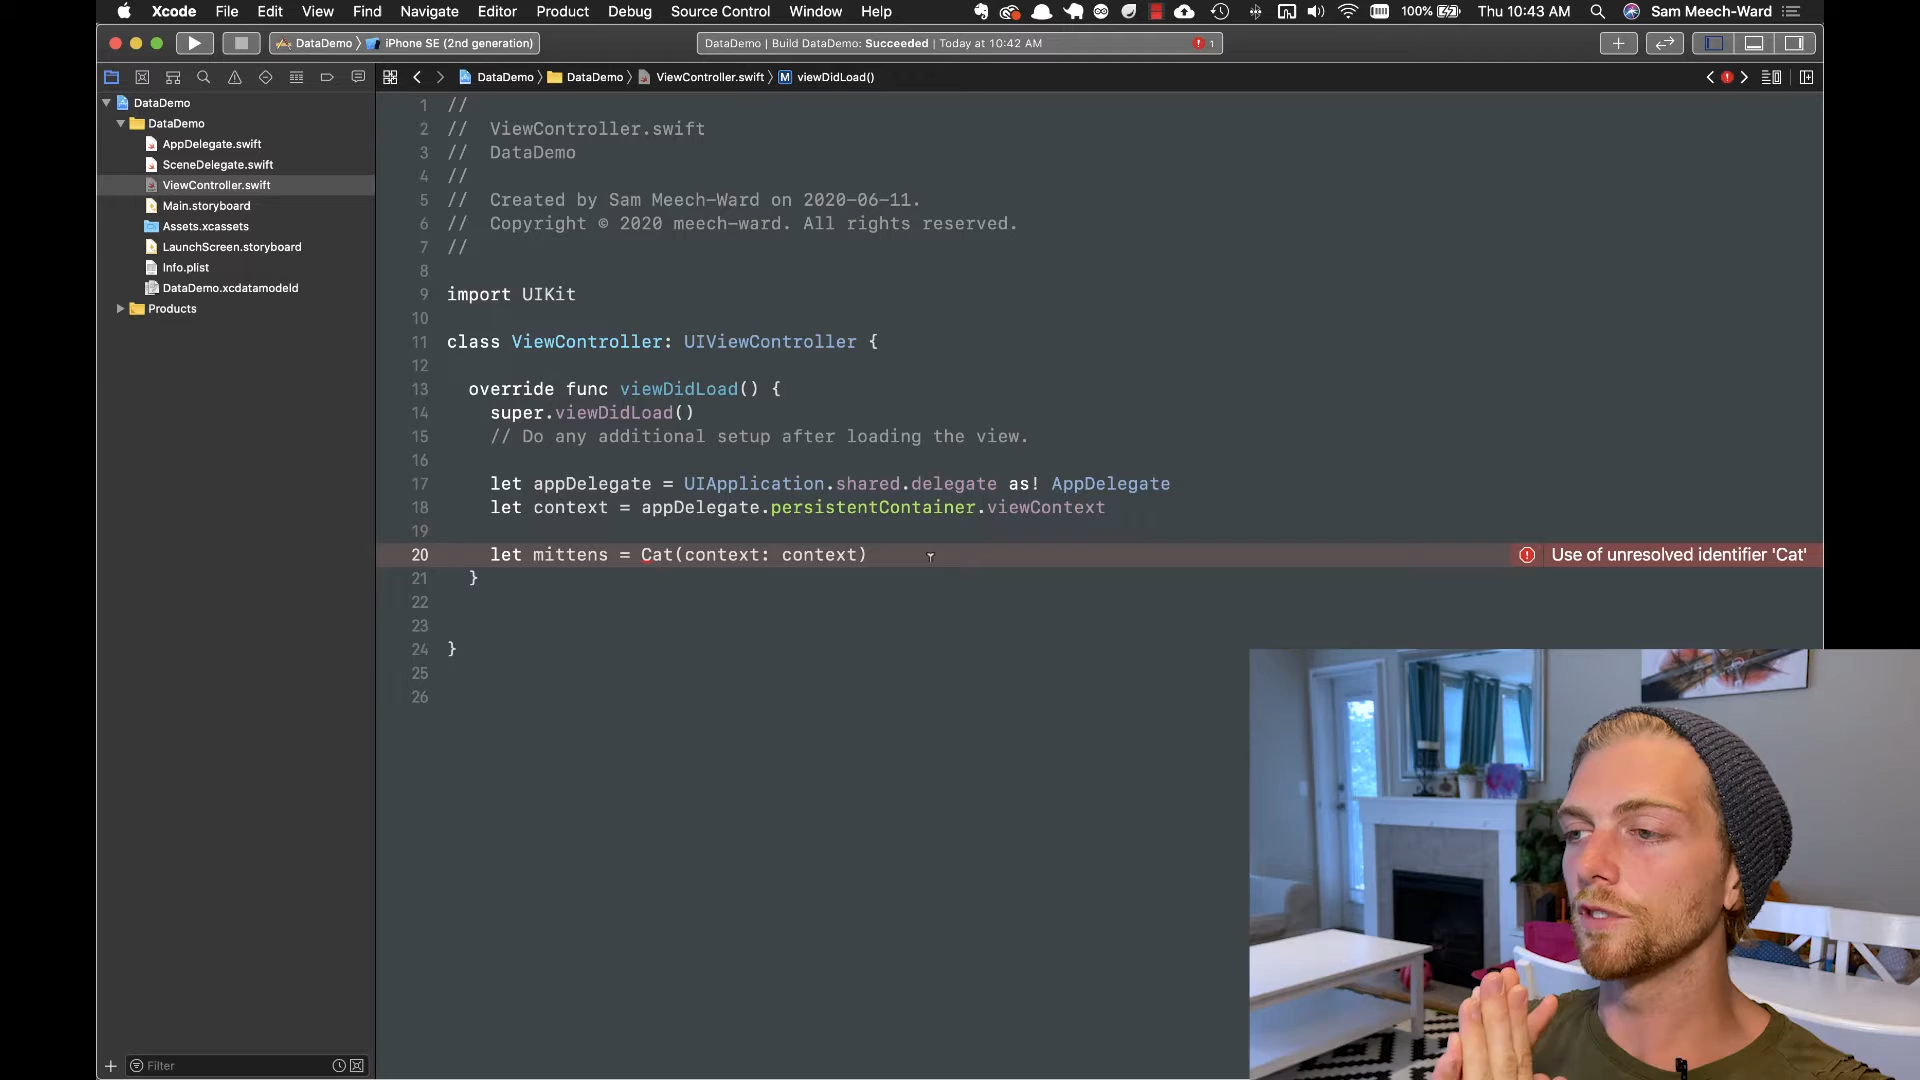 Xcode File Edit View Find Navigate Editor Product Debug Source Control Window Help 100% Thu 10:43 AM Sam Meech-Ward
DataDemo iPhone SE (2nd generation) DataDemo | Build DataDemo: Succeeded | Today at 10:42 AM 1
DataDemo DataDemo ViewController.swift M viewDidLoad()
DataDemo
DataDemo
AppDelegate.swift
SceneDelegate.swift
ViewController.swift
Main.storyboard
Assets.xcassets
LaunchScreen.storyboard
Info.plist
DataDemo.xcdatamodeld
Products
Filter
1 //
2 // ViewController.swift
3 // DataDemo
4 //
5 // Created by Sam Meech-Ward on 2020-06-11.
6 // Copyright © 2020 meech-ward. All rights reserved.
7 //
8
9 import UIKit
10
11 class ViewController: UIViewController {
12
13 override func viewDidLoad() {
14 super.viewDidLoad()
15 // Do any additional setup after loading the view.
16
17 let appDelegate = UIApplication.shared.delegate as! AppDelegate
18 let context = appDelegate.persistentContainer.viewContext
19
20 let mittens = Cat(context: context) Use of unresolved identifier 'Cat'
21 }
22
23
24 }
25
26